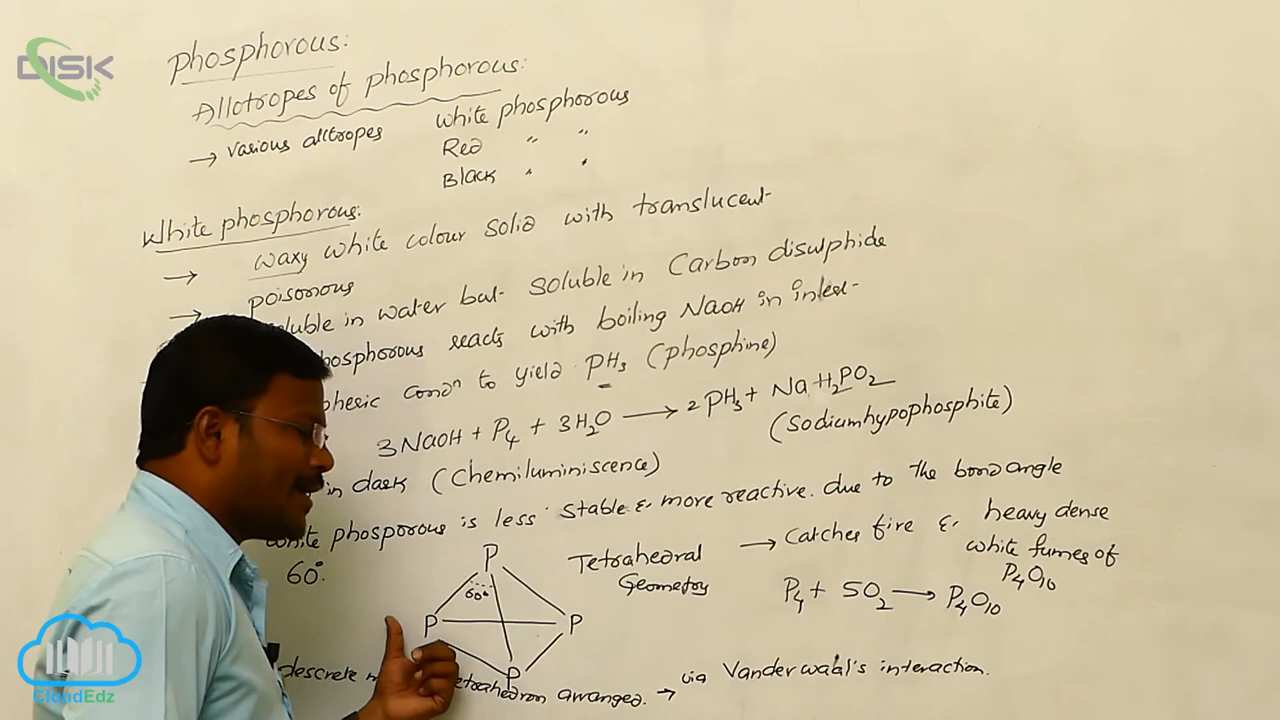 DISK
phosphorous:
Allotropes of phosphorous:
→ various alltropes white phosphorous
Red " "
Black " "
White phosphorous:
→ waxy white colour solid with translucent
→ poisonous
soluble in water but soluble in Carbon disulphide
phosphorous reacts with boiling NaOH in inert
pheric condn to yield PH3 (phosphine)
3NaOH + P4 + 3H2O → 2PH3 + NaH2PO2
(Sodiumhypophosphite)
in dark (Chemiluminiscence)
white phosporous is less stable & more reactive. due to the bond angle
60°.
P
60°
P P
P
Tetrahedral
Geometry
→ Catches fire & heavy dense
white fumes of
P4O10
P4 + 5O2 → P4O10
descrete tetrahedron arranged. → via Vanderwaal's interaction.
CloudEdz